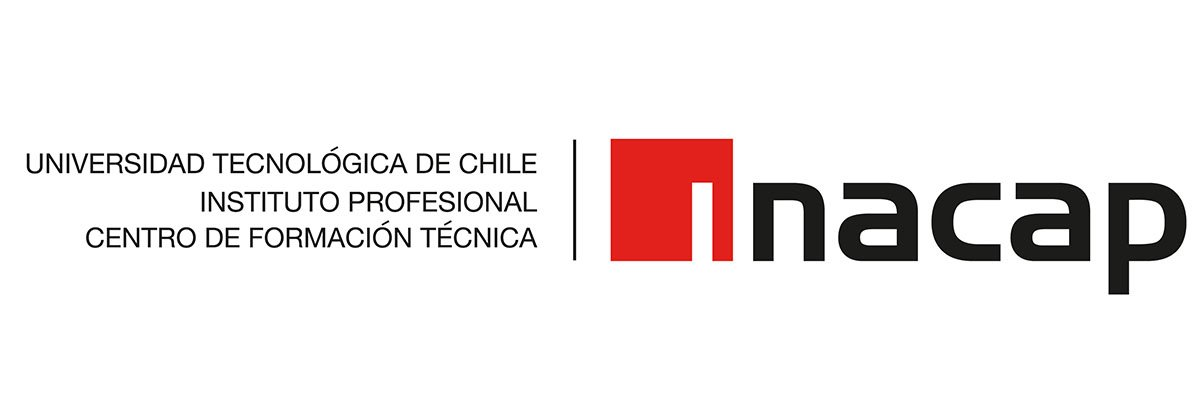 UNIVERSIDAD TECNOLÓGICA DE CHILE
INSTITUTO PROFESIONAL
CENTRO DE FORMACIÓN TÉCNICA
inacap